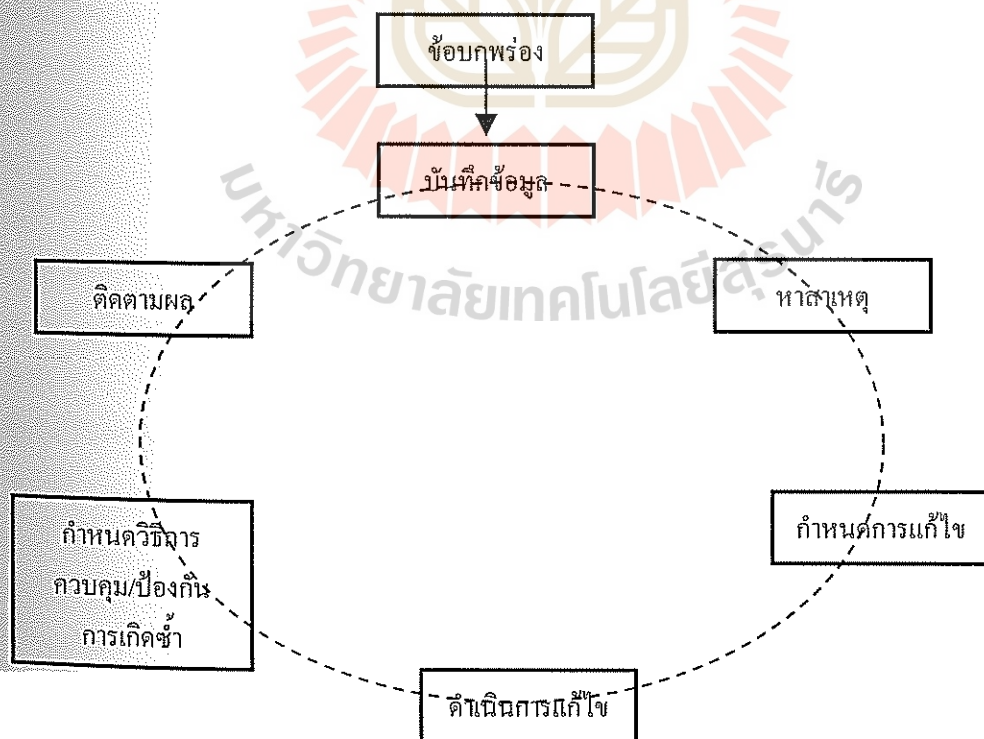 ข้อบกพร่อง
บันทึกข้อมูล
มหาวิทยาลัยเทคโนโลยีสุรนารี
ติดตามผล
หาสาเหตุ
กำหนดวิธีการ
ควบคุม/ป้องกัน
การเกิดซ้ำ
กำหนดการแก้ไข
ดำเนินการแก้ไข